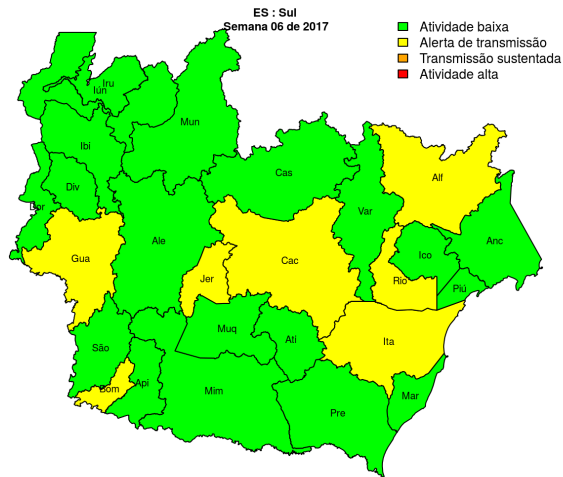 ES : Sul
Semana 06 de 2017
Atividade baixa
Alerta de transmissão
Transmissão sustentada
Atividade alta
Iru
Iún
Mun
Ibi
Cas
Alf
Div
Dor
Var
Ale
Anc
Gua
Ico
Cac
Jer
Rio
Piú
Muq
Ati
Ita
São
Bom
Api
Mim
Mar
Pre